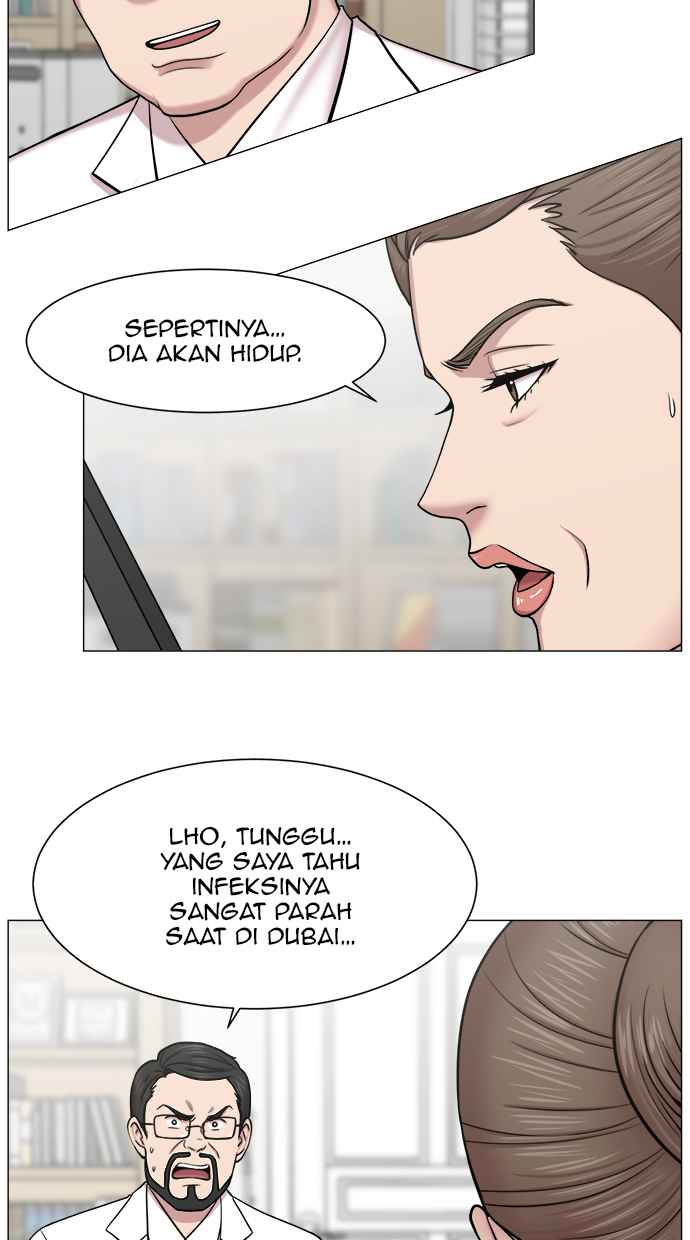 SEPERTINYA...
DIA AKAN HIDUP.
LHO, TUNGGU...
YANG SAYA TAHU
INFEKSINYA
SANGAT PARAH
SAAT DI DUBAI...